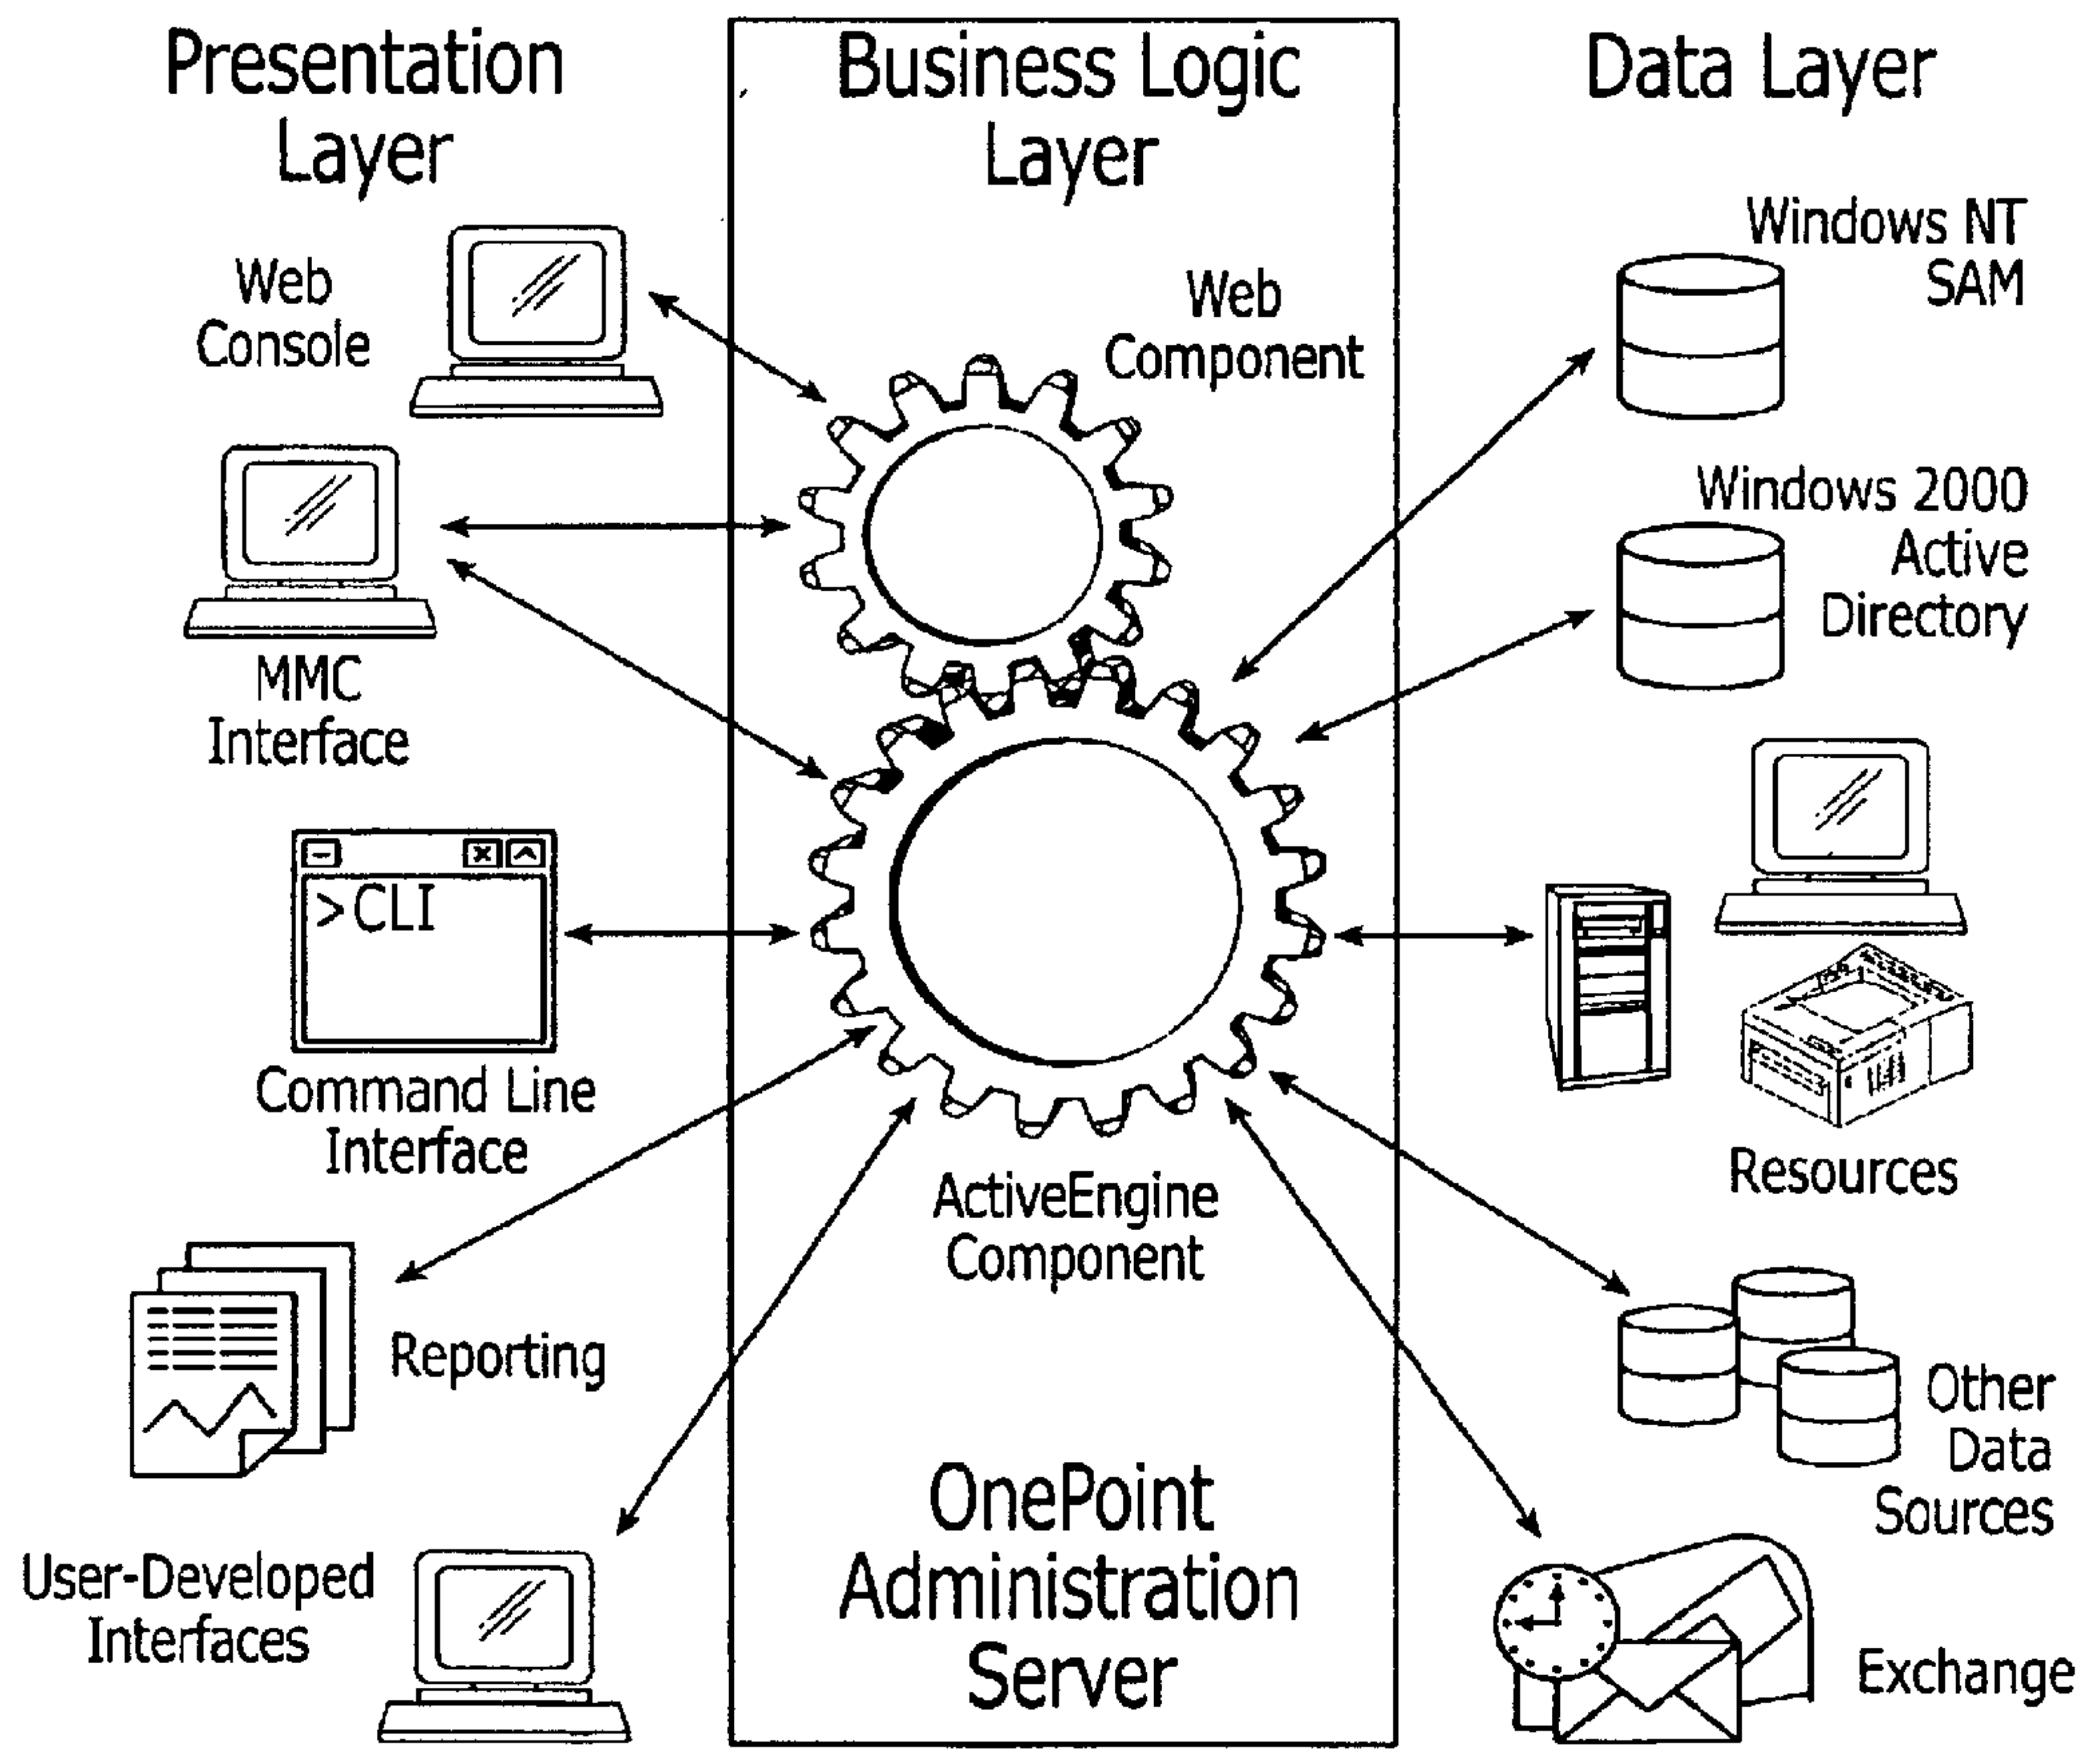 Presentation
Layer
Business Logic
Layer
Data Layer
Web
Console
Web
Component
Windows NT
SAM
Windows 2000
Active
Directory
MMC
Interface
>CLI
Command Line
Interface
Resources
ActiveEngine
Component
Reporting
Other
Data
Sources
OnePoint
Administration
Server
User-Developed
Interfaces
Exchange